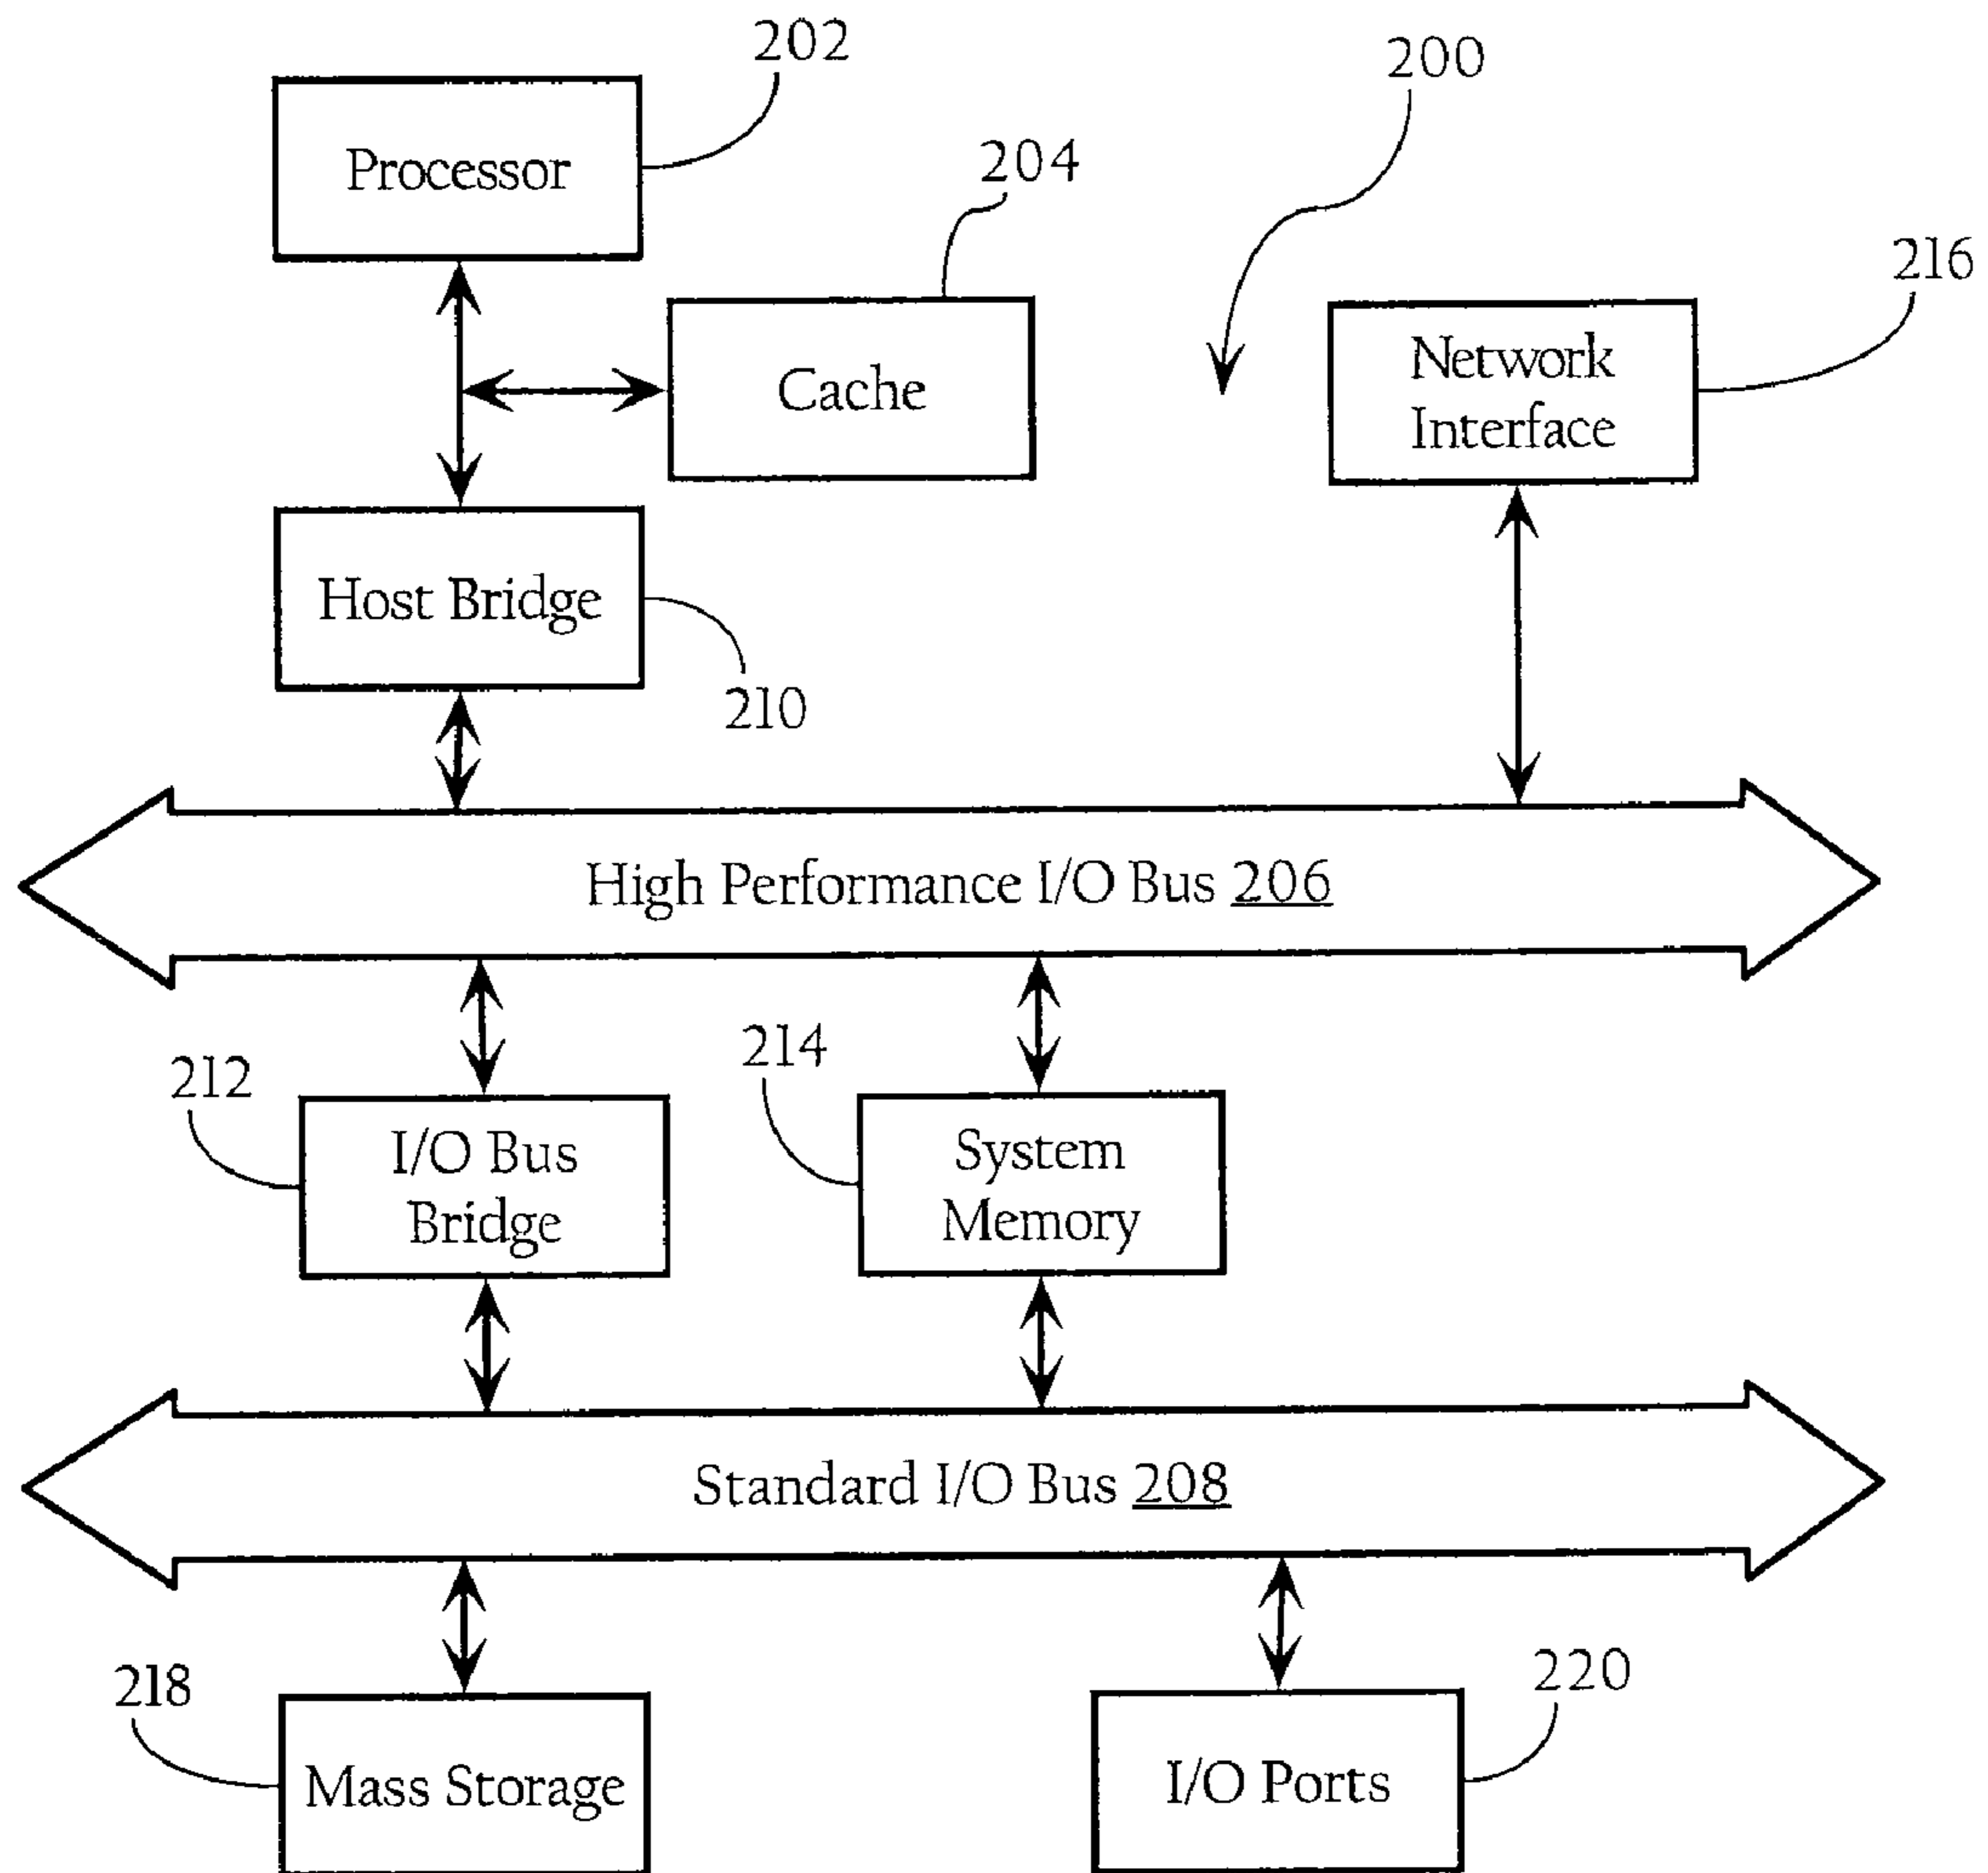 202
200
Processor
204
216
Network
Interface
Cache
Host Bridge
210
High Performance I/O Bus 206
214
212
I/O Bus
Bridge
System
Memory
Standard I/O Bus 208
218
220
Mass Storage
I/O Ports